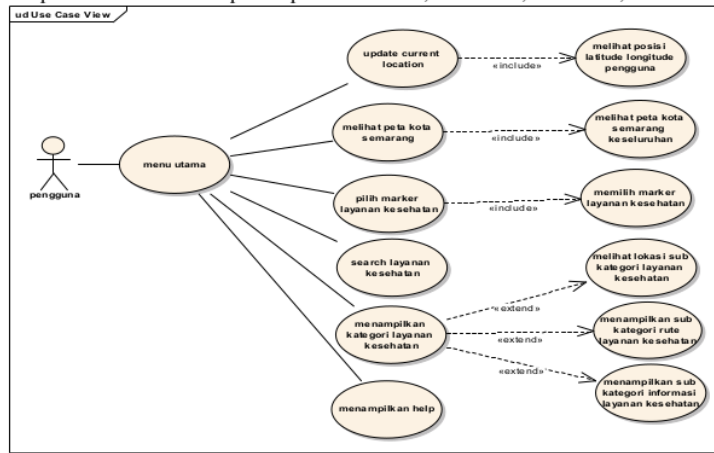 ud Use Case View
update current
location
«include»
melihat posisi
latitude longitude
pengguna
melihat peta kota
semarang
«include»
melihat peta kota
semarang
keseluruhan
pengguna
menu utama
pilih marker
layanan kesehatan
«include»
memilih marker
layanan kesehatan
search layanan
kesehatan
melihat lokasi sub
kategori layanan
kesehatan
menampilkan
kategori layanan
kesehatan
«extend»
«extend»
«extend»
menampilkan sub
kategori rute
layanan kesehatan
menampilkan sub
kategori informasi
layanan kesehatan
menampilkan help